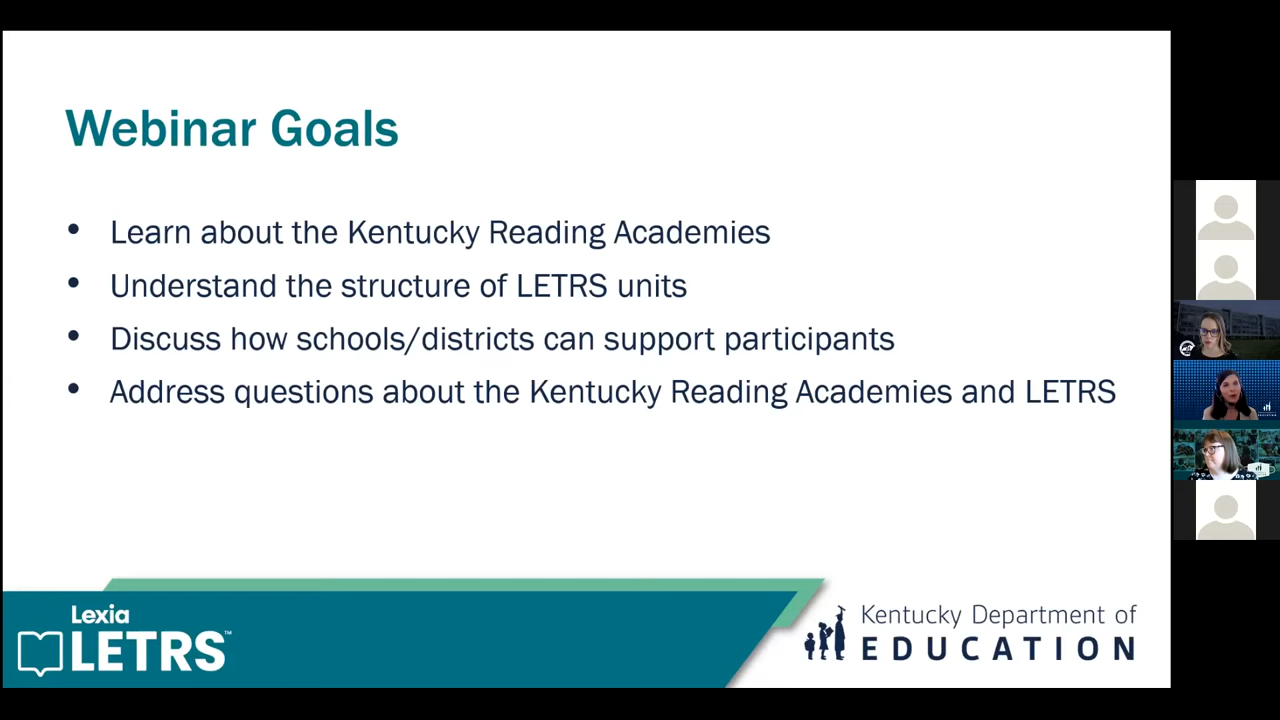 Webinar Goals
• Learn about the Kentucky Reading Academies
• Understand the structure of LETRS units
• Discuss how schools/districts can support participants
• Address questions about the Kentucky Reading Academies and LETRS
Lexia
LETRS™
Kentucky Department of
EDUCATION